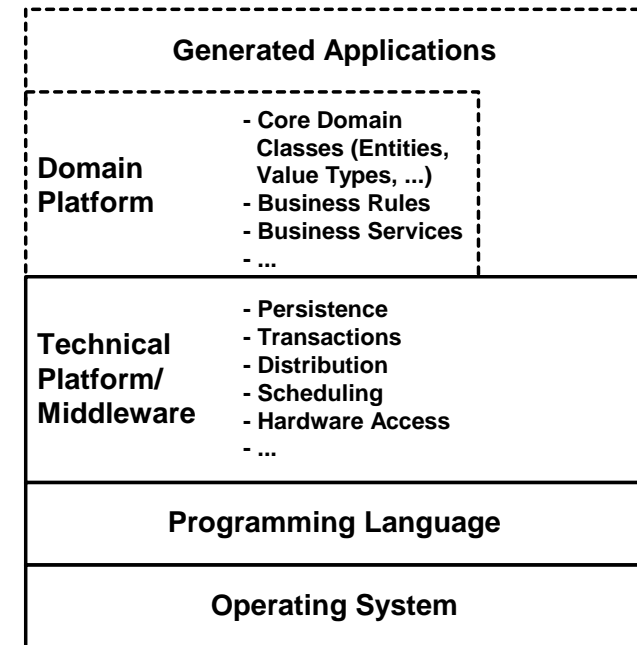 Generated Applications
Domain
Platform
- Core Domain
Classes (Entities,
Value Types, ...)
- Business Rules
- Business Services
- ...
Technical
Platform/
Middleware
- Persistence
- Transactions
- Distribution
- Scheduling
- Hardware Access
- ...
Programming Language
Operating System